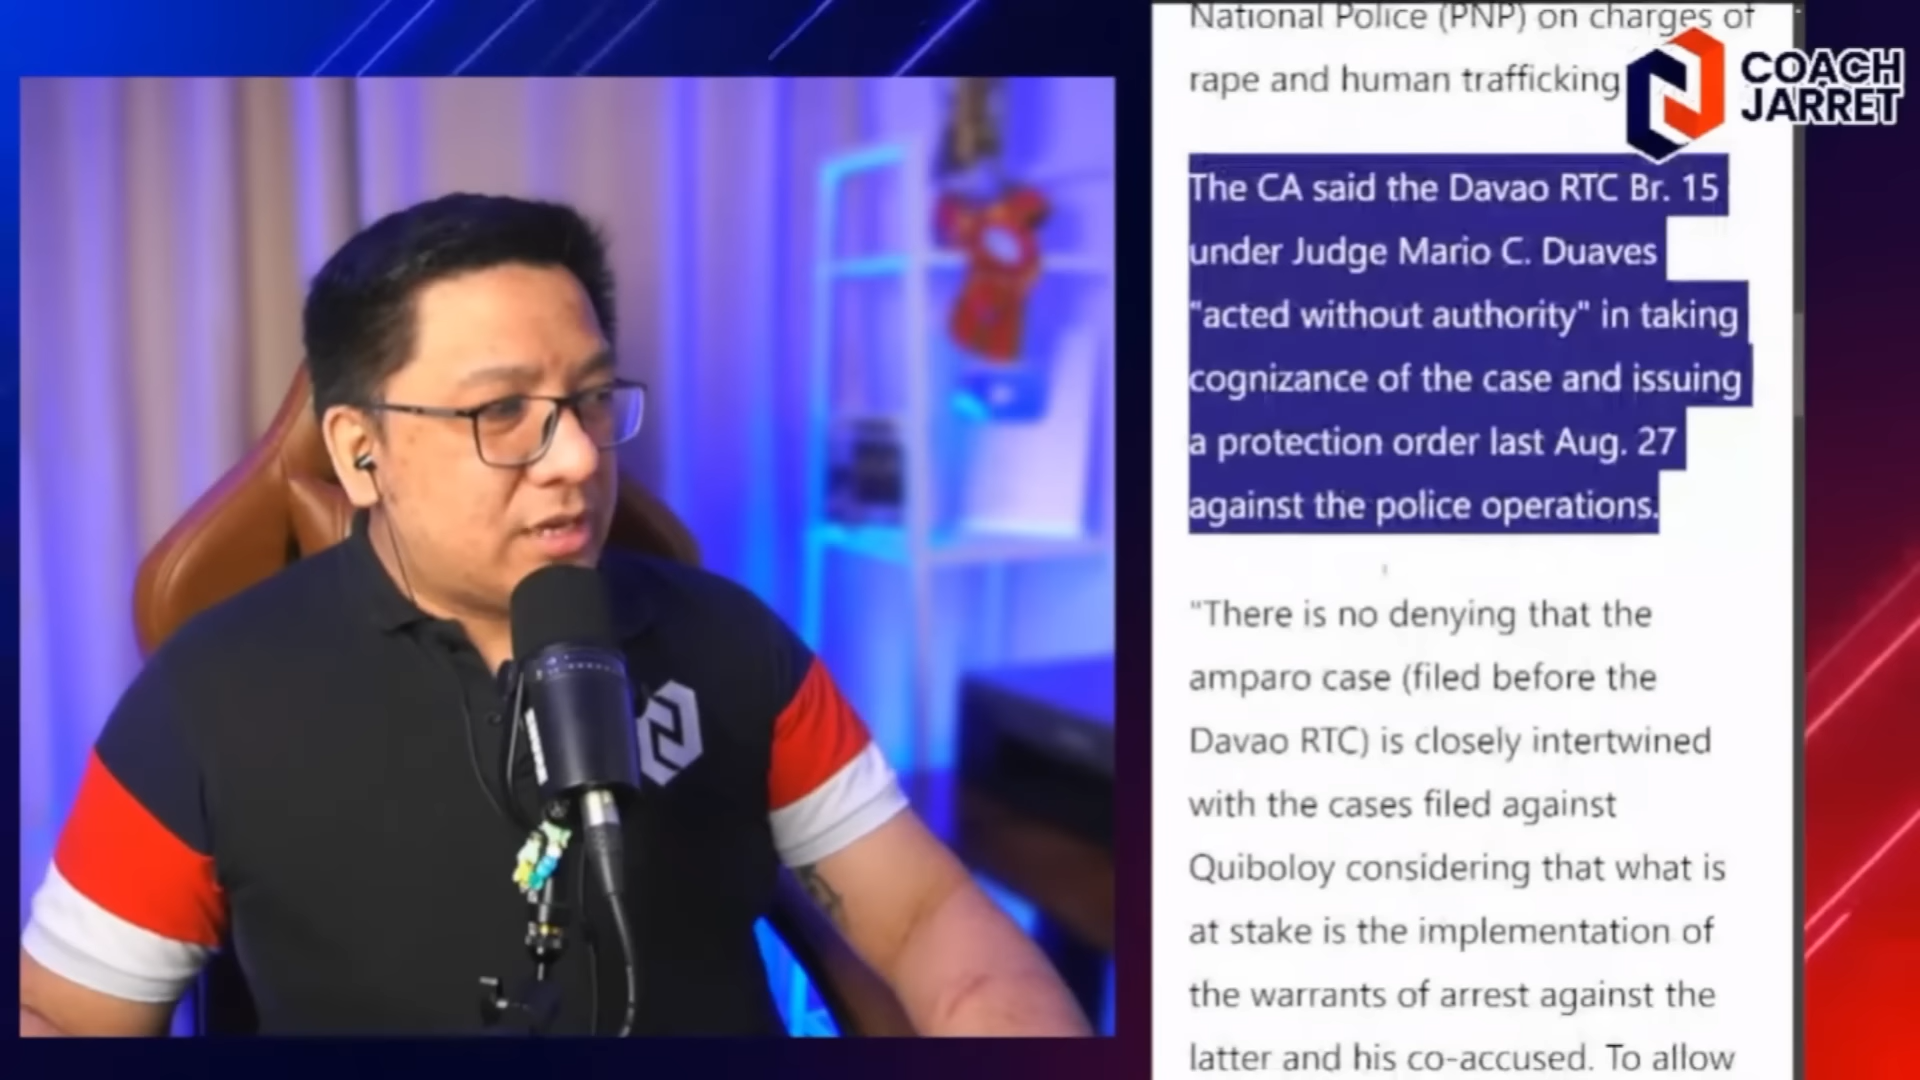 National Police (PNP) on charges of
rape and human trafficking
COACH
JARRET
The CA said the Davao RTC Br. 15
under Judge Mario C. Duaves
"acted without authority" in taking
cognizance of the case and issuing
a protection order last Aug. 27
against the police operations.
"There is no denying that the
amparo case (filed before the
Davao RTC) is closely intertwined
with the cases filed against
Quiboloy considering that what is
at stake is the implementation of
the warrants of arrest against the
latter and his co-accused. To allow